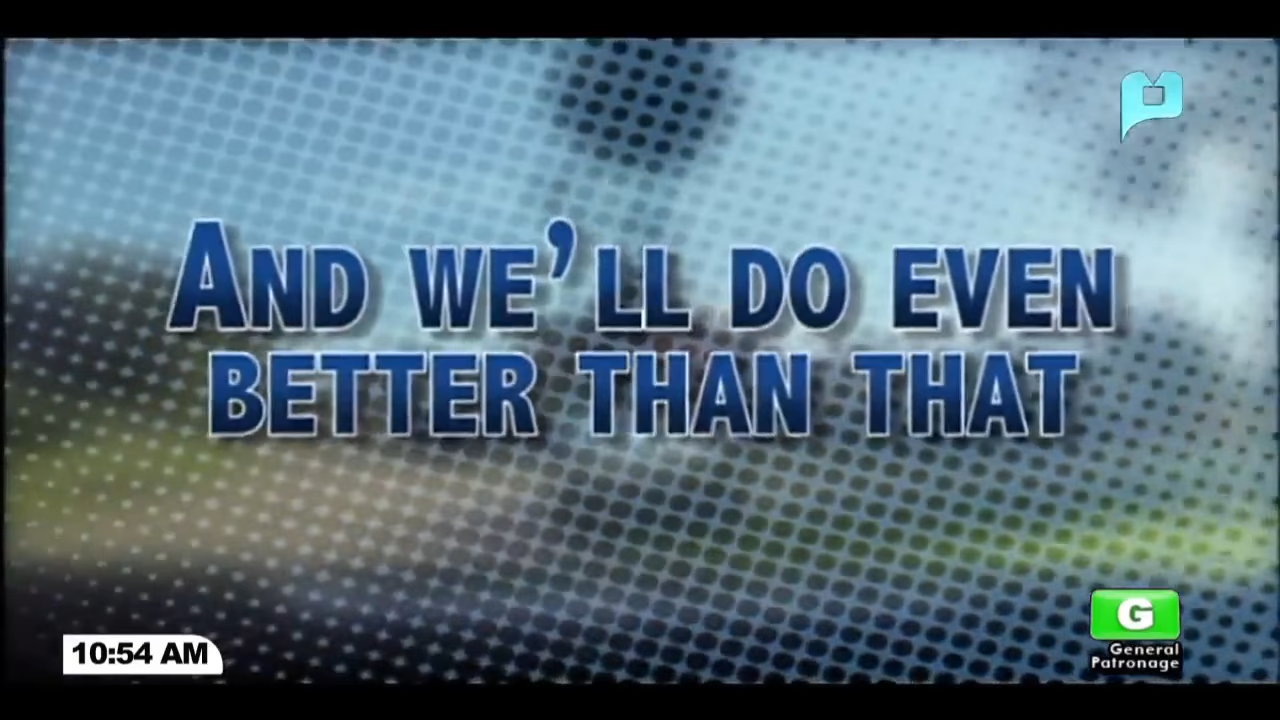 AND WE'LL DO EVEN
BETTER THAN THAT
10:54 AM
G
General
Patronage